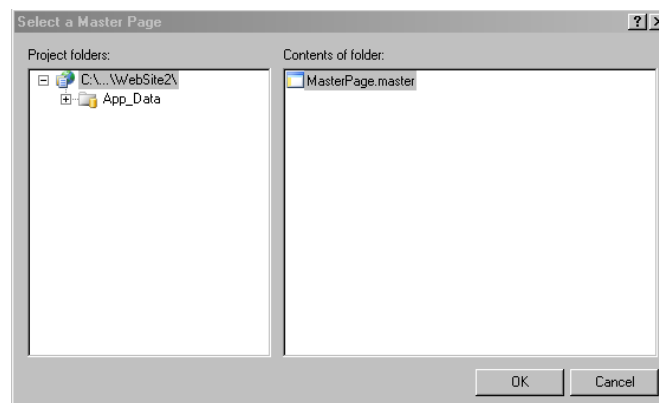 Select a Master Page
Project folders:
Contents of folder:
C:\...\WebSite2\
App_Data
MasterPage.master
OK
Cancel